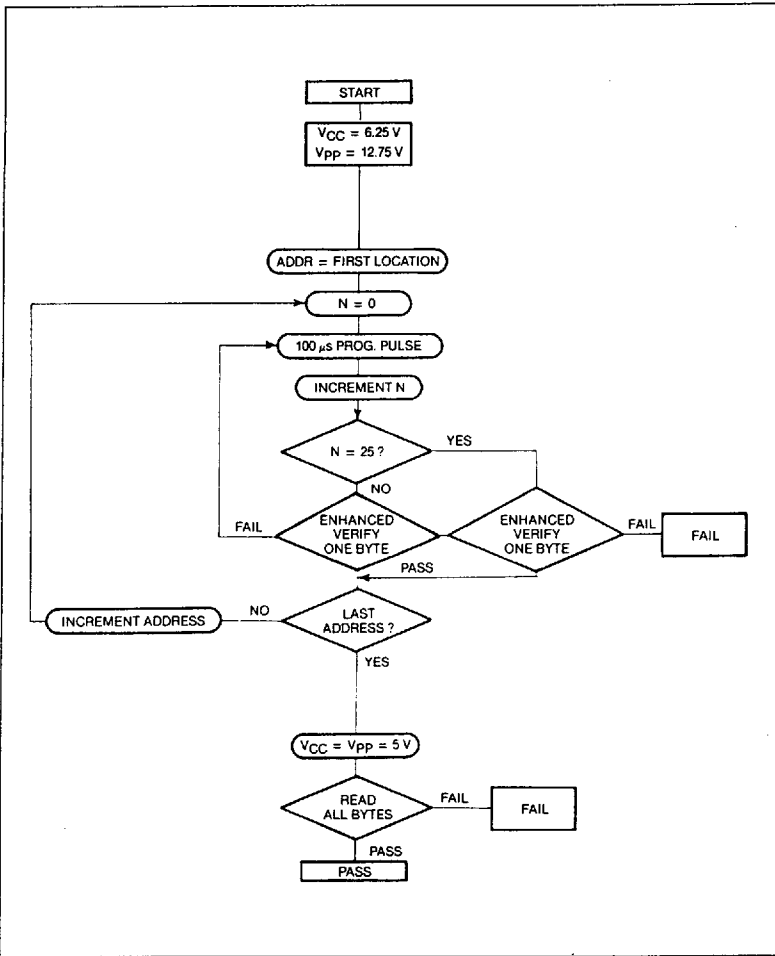 START
VCC = 6.25 V
VPP = 12.75 V
ADDR = FIRST LOCATION
N = 0
100 µs PROG. PULSE
INCREMENT N
N = 25 ?
YES
NO
FAIL
ENHANCED
VERIFY
ONE BYTE
ENHANCED
VERIFY
ONE BYTE
FAIL
FAIL
PASS
INCREMENT ADDRESS
NO
LAST
ADDRESS ?
YES
VCC = VPP = 5 V
READ
ALL BYTES
FAIL
FAIL
PASS
PASS